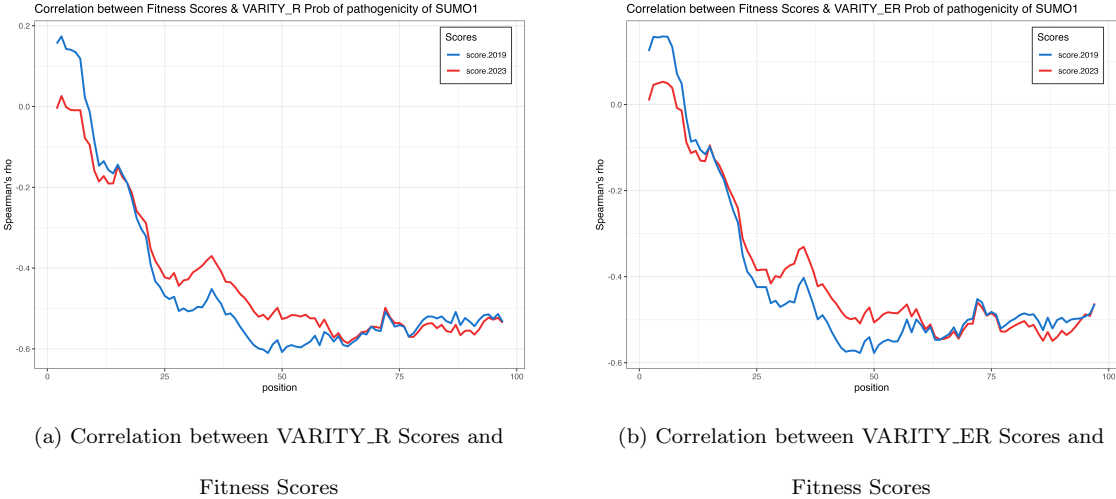 Correlation between Fitness Scores & VARITY_R Prob of pathogenicity of SUMO1
Spearman's rho
0.2
0.0
-0.2
-0.4
-0.6
Scores
score.2019
score.2023
0
25
50
75
100
position
(a) Correlation between VARITY_R Scores and
Fitness Scores
Correlation between Fitness Scores & VARITY_ER Prob of pathogenicity of SUMO1
Spearman's rho
0.0
-0.2
-0.4
-0.6
Scores
score.2019
score.2023
0
25
50
75
100
position
(b) Correlation between VARITY_ER Scores and
Fitness Scores